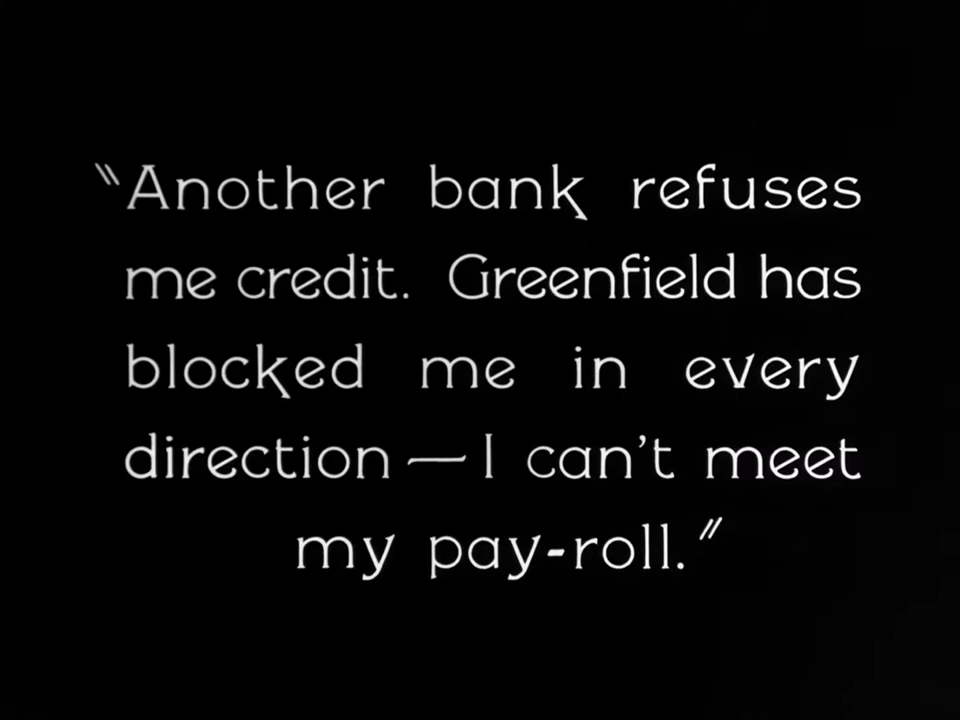 "Another bank refuses
me credit. Greenfield has
blocked me in every
direction — I can't meet
my pay-roll."